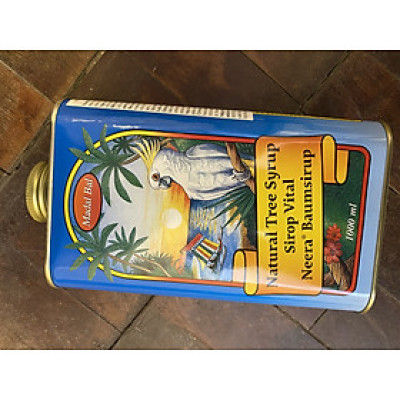 Madal Bal
Natural Tree Syrup
Sirop Vital
Neera® Baumsirup
1000 ml